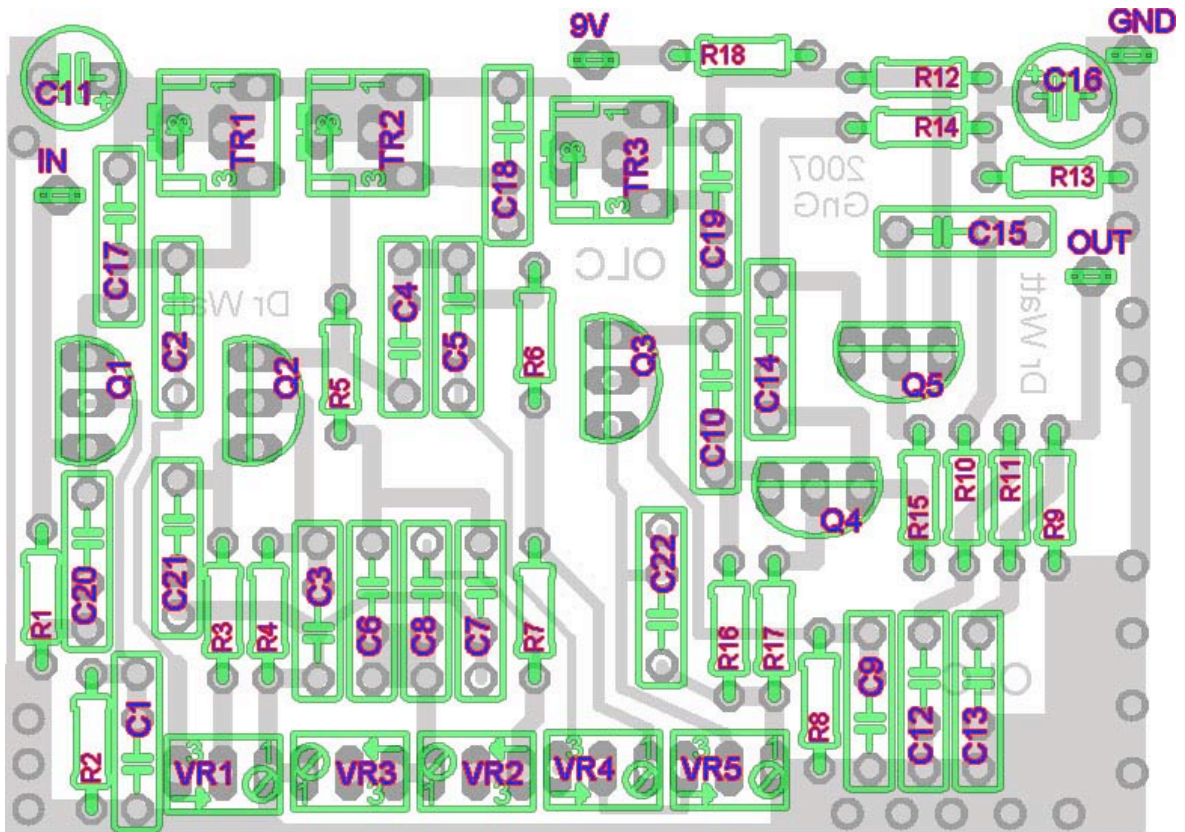 GND
9V
R18
C11
R12
C16
R14
TR1
TR2
C18
TR3
R13
IN
2007
GnG
C17
C19
C15
OUT
OLC
C2
Dr Watt
C4
C5
R6
C14
Dr Watt
Q1
Q2
R5
Q3
Q5
C10
Q4
R15
R10
R11
R9
R1
C20
C21
R3
R4
C3
C6
C8
C7
R7
C22
R16
R17
R2
C1
R8
C9
C12
C13
OLC
VR1
VR3
VR2
VR4
VR5